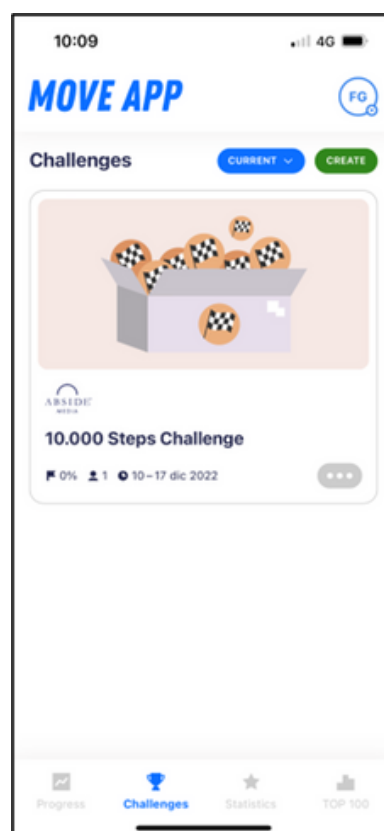 10:09 4G
MOVE APP FG
Challenges CURRENT CREATE
ABSIDE
MEDIA
10.000 Steps Challenge
0% 1 10–17 dic 2022
Progress Challenges Statistics TOP 100